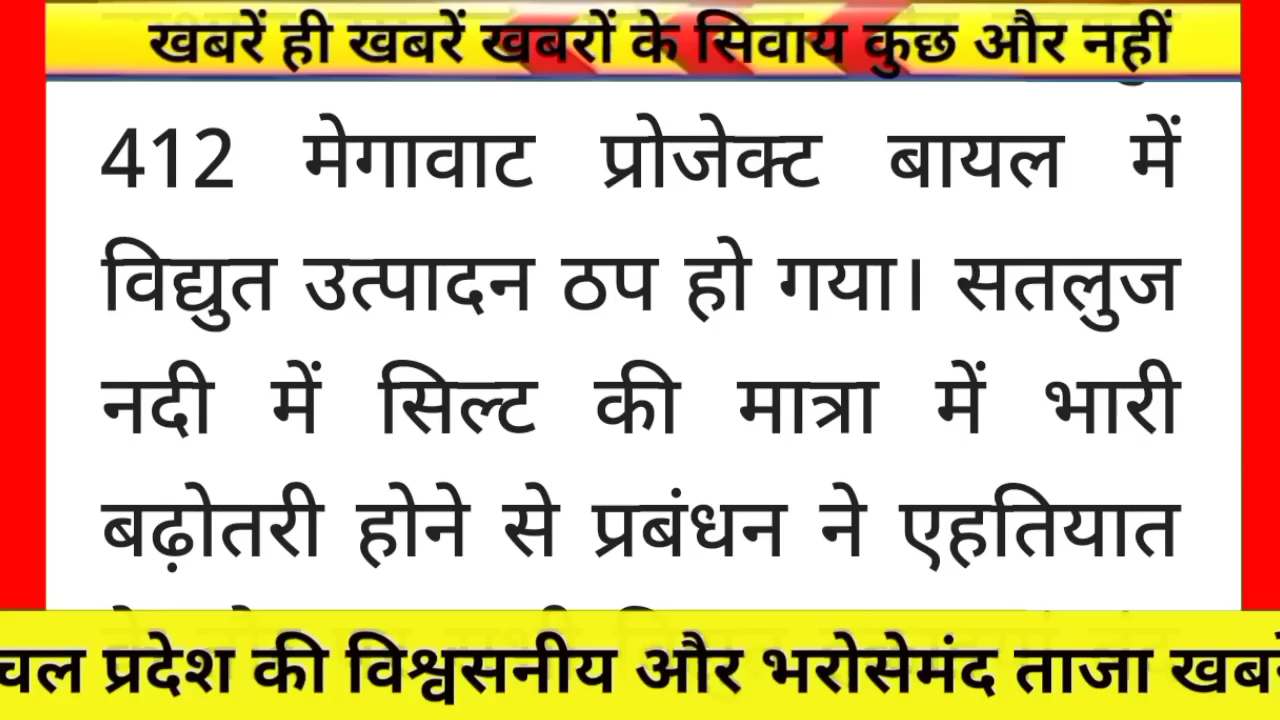 खबरें ही खबरें खबरों के सिवाय कुछ और नहीं
412 मेगावाट प्रोजेक्ट बायल में
विद्युत उत्पादन ठप हो गया। सतलुज
नदी में सिल्ट की मात्रा में भारी
बढ़ोतरी होने से प्रबंधन ने एहतियात
चल प्रदेश की विश्वसनीय और भरोसेमंद ताजा खबरे